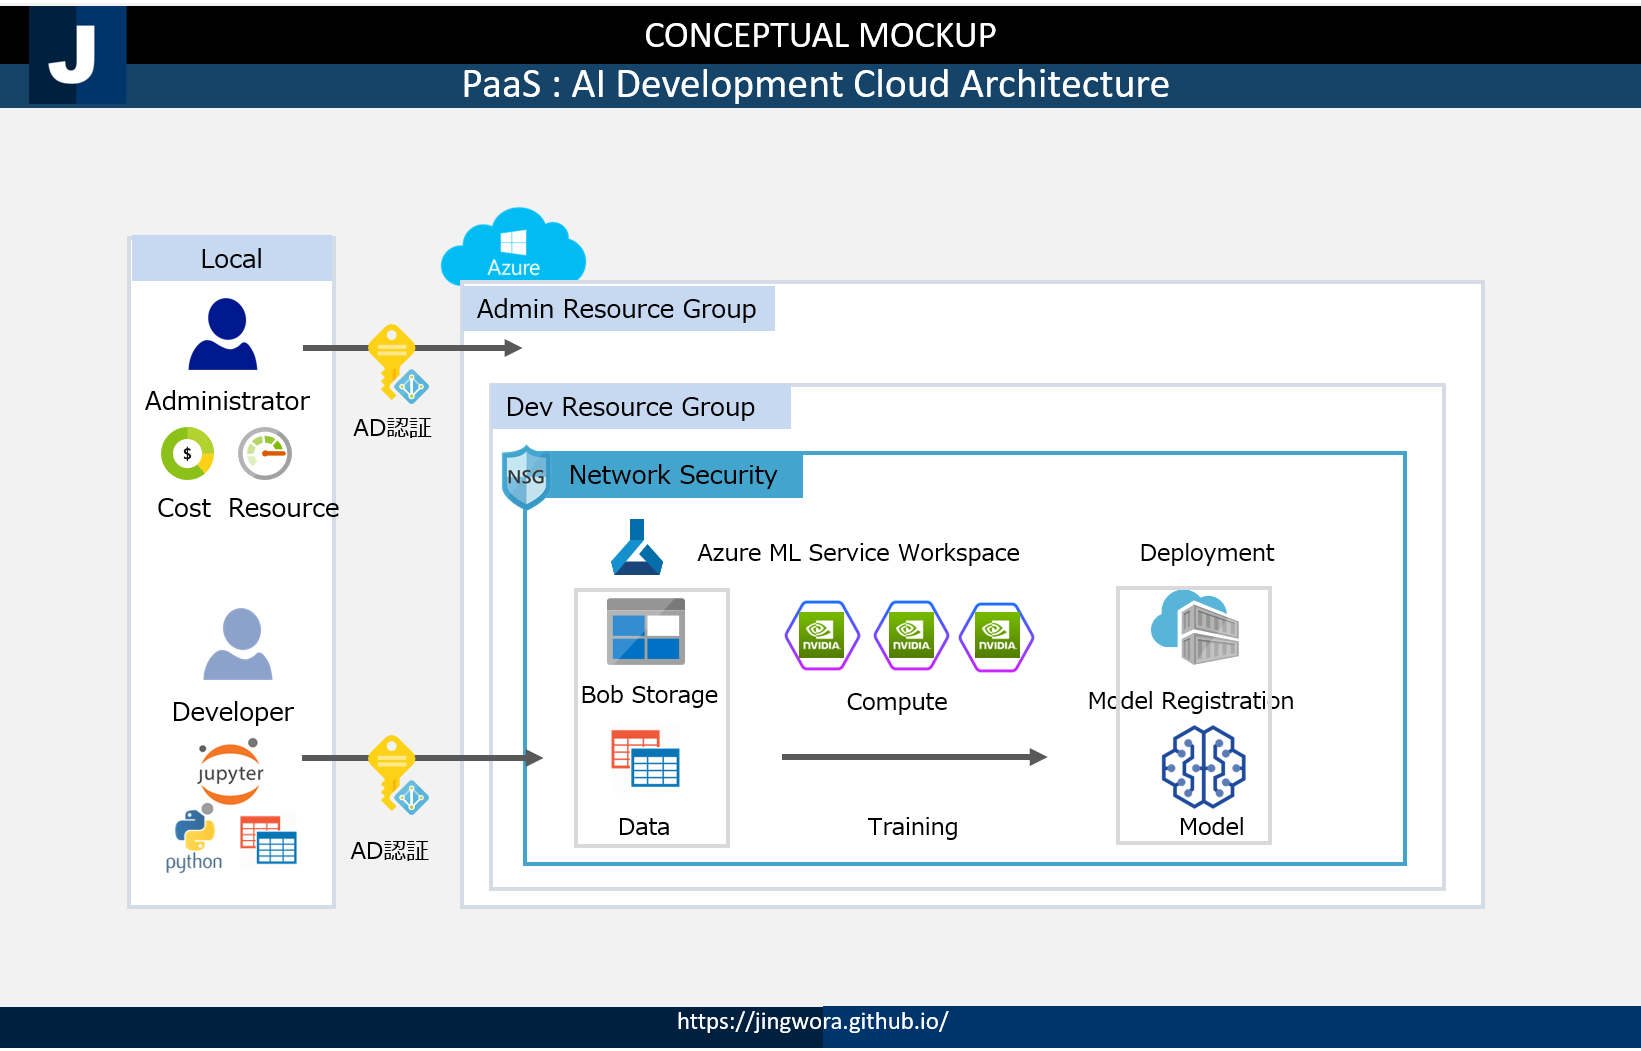 J
CONCEPTUAL MOCKUP
PaaS : AI Development Cloud Architecture
Local
Administrator
$
Cost
Resource
Developer
jupyter
python
AD認証
AD認証
Azure
Admin Resource Group
Dev Resource Group
NSG
Network Security
Azure ML Service Workspace
Deployment
Bob Storage
Data
NVIDIA.
NVIDIA.
NVIDIA.
Compute
Training
Model Registration
Model
https://jingwora.github.io/